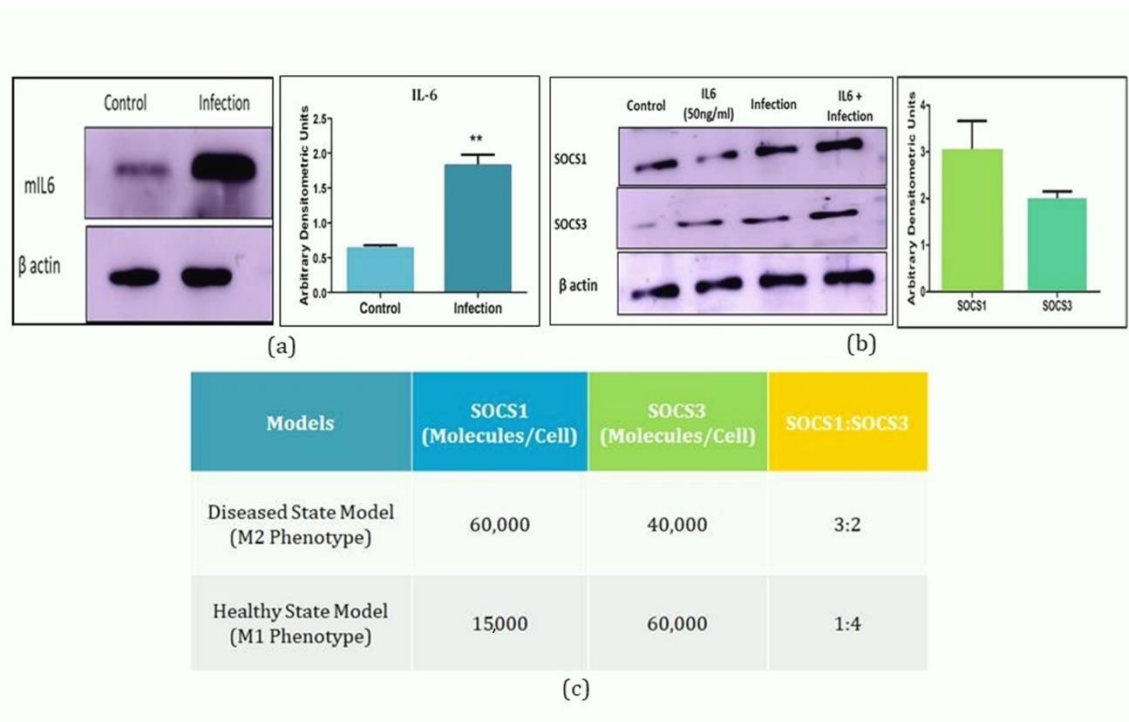 Control Infection
mIL6
β actin
IL-6
Arbitrary Densitometric Units
2.5
2.0
1.5
1.0
0.5
0.0
**
Control Infection
Control IL6 (50ng/ml) Infection IL6 + Infection
SOCS1
SOCS3
β actin
Arbitrary Densitometric Units
4
3
2
1
0
SOCS1 SOCS3
(a)
(b)
Models SOCS1 (Molecules/Cell) SOCS3 (Molecules/Cell) SOCS1:SOCS3
Diseased State Model (M2 Phenotype) 60,000 40,000 3:2
Healthy State Model (M1 Phenotype) 15,000 60,000 1:4
(c)